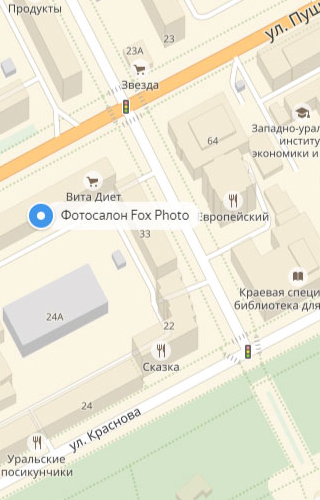 Продукты
23
ул. Пуш
23А
Звезда
64
Западно-урал
институ
экономики и
Вита Диет
Фотосалон Fox Photo
Европейский
33
Краевая специ
библиотека для
24А
22
Сказка
24
ул. Краснова
Уральские
посикунчики